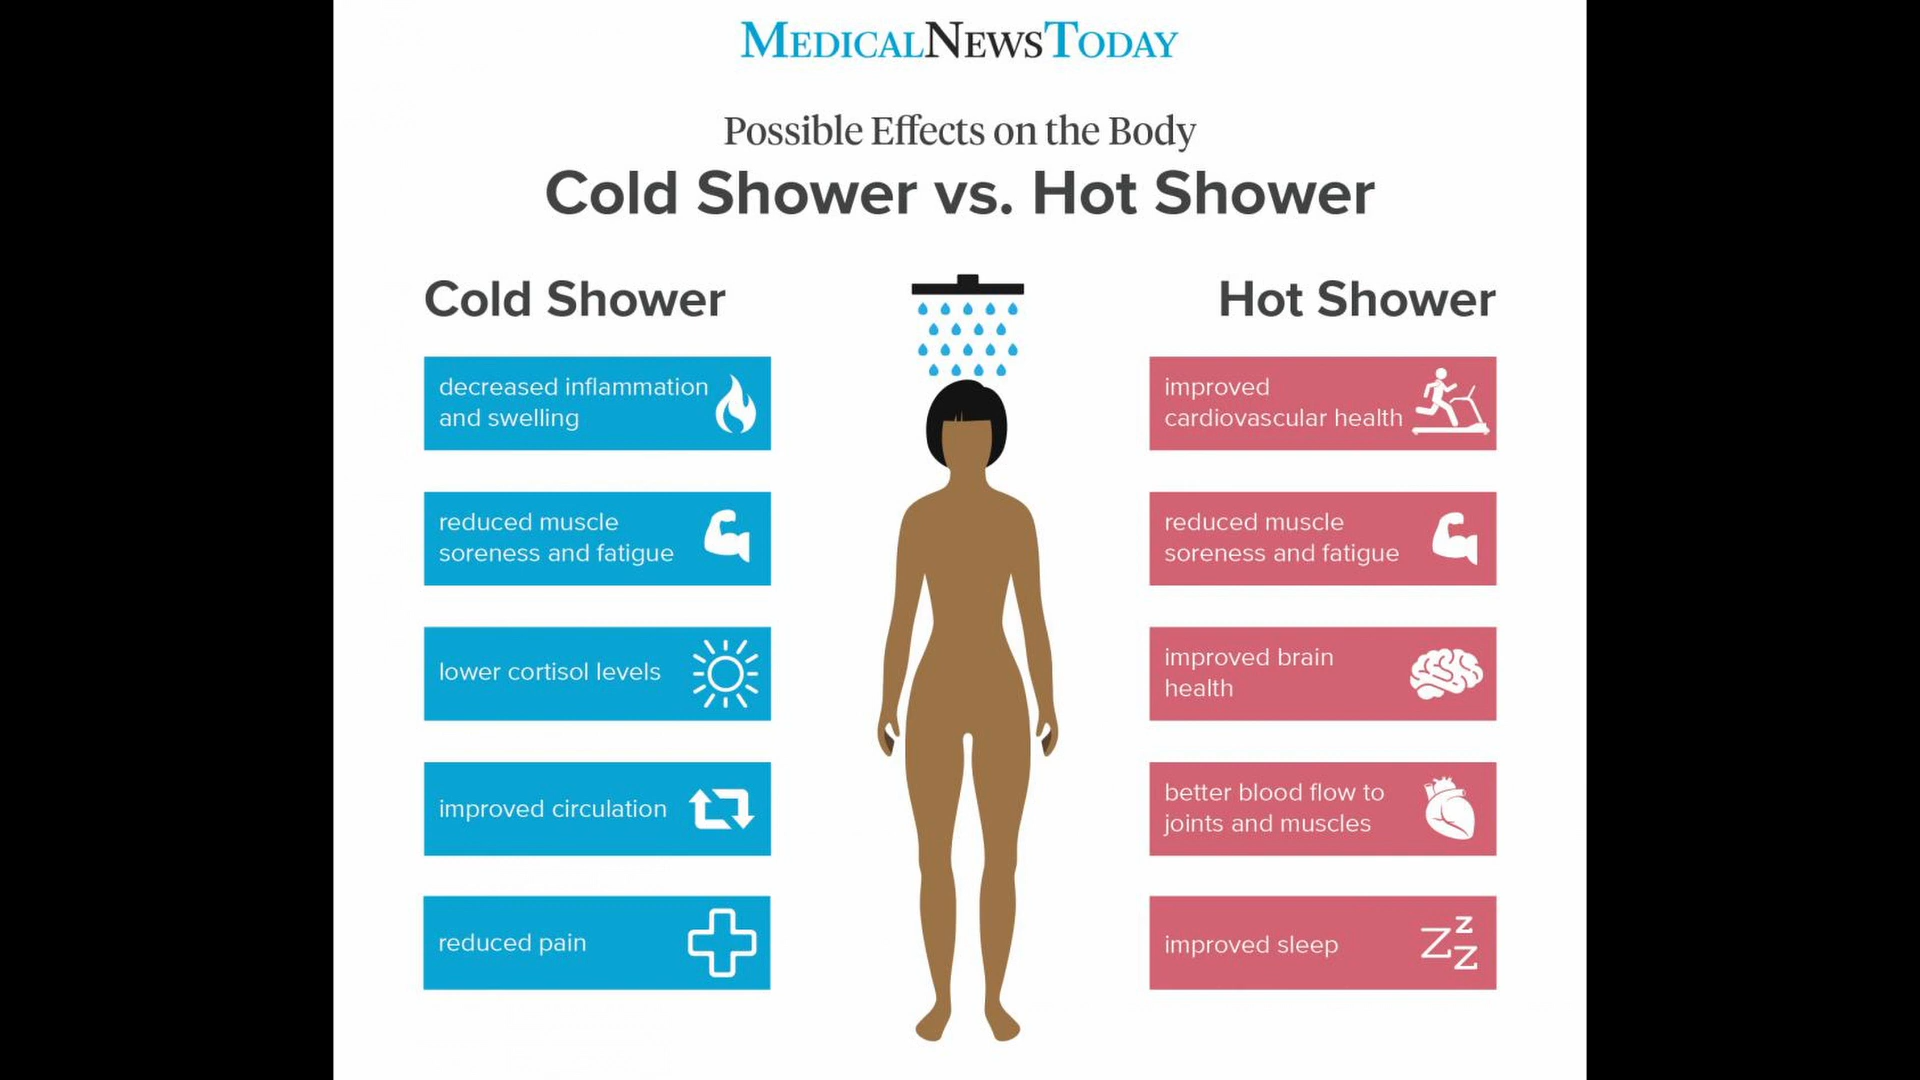 MEDICALNEWSTODAY
Possible Effects on the Body
Cold Shower vs. Hot Shower
Cold Shower
decreased inflammation
and swelling
reduced muscle
soreness and fatigue
lower cortisol levels
improved circulation
reduced pain
Hot Shower
improved
cardiovascular health
reduced muscle
soreness and fatigue
improved brain
health
better blood flow to
joints and muscles
improved sleep
Z z Z